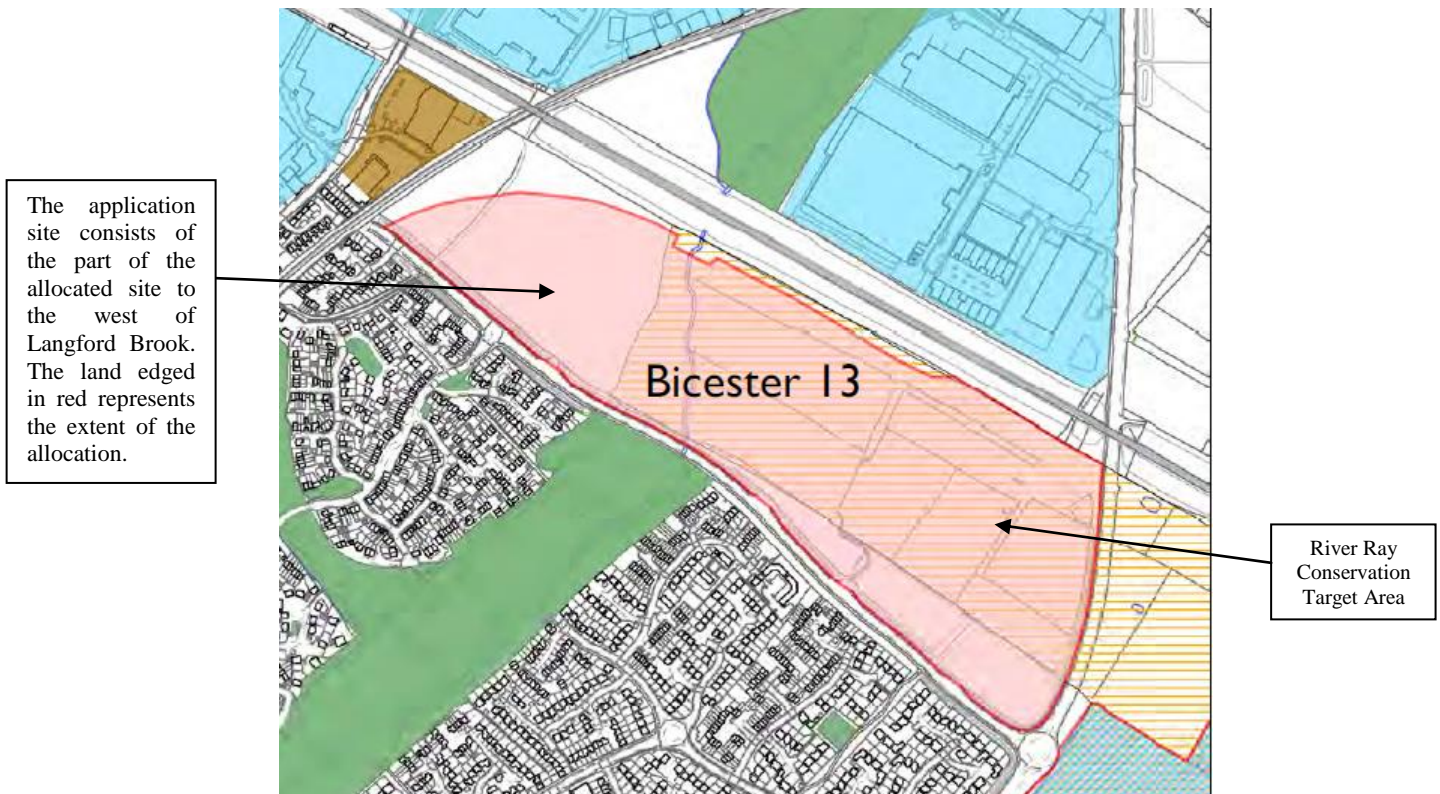 The application
site consists of
the part of the
allocated site to
the west of
Langford Brook.
The land edged
in red represents
the extent of the
allocation.
Bicester 13
River Ray
Conservation
Target Area